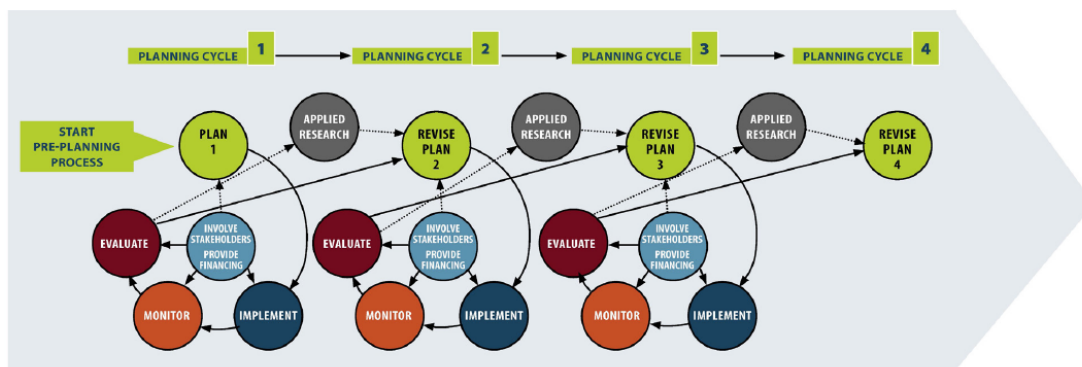 PLANNING CYCLE 1
PLANNING CYCLE 2
PLANNING CYCLE 3
PLANNING CYCLE 4
START
PRE-PLANNING
PROCESS
PLAN
1
APPLIED
RESEARCH
REVISE
PLAN
2
APPLIED
RESEARCH
REVISE
PLAN
3
APPLIED
RESEARCH
REVISE
PLAN
4
EVALUATE
INVOLVE
STAKEHOLDERS
PROVIDE
FINANCING
MONITOR
IMPLEMENT
EVALUATE
INVOLVE
STAKEHOLDERS
PROVIDE
FINANCING
MONITOR
IMPLEMENT
EVALUATE
INVOLVE
STAKEHOLDERS
PROVIDE
FINANCING
MONITOR
IMPLEMENT